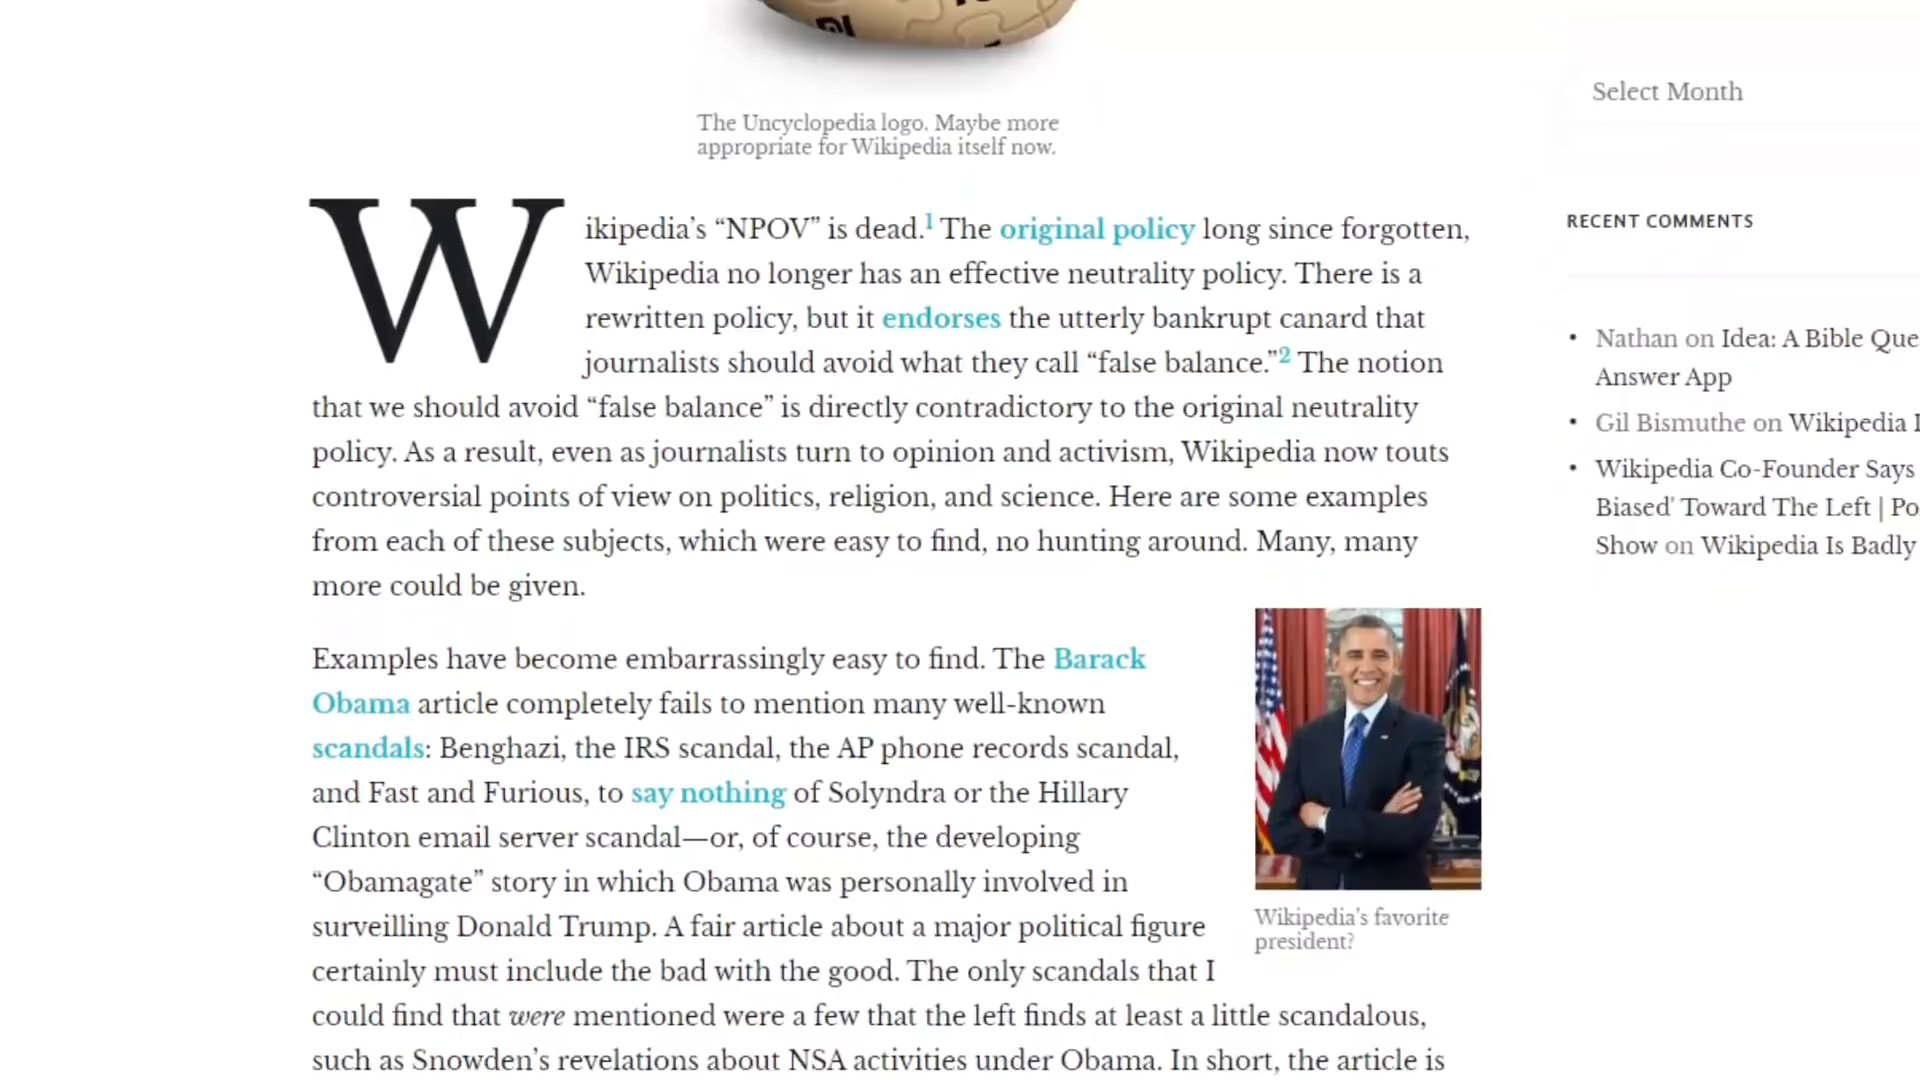 The Uncyclopedia logo. Maybe more
appropriate for Wikipedia itself now.
Wikipedia’s “NPOV” is dead.1 The original policy long since forgotten,
Wikipedia no longer has an effective neutrality policy. There is a
rewritten policy, but it endorses the utterly bankrupt canard that
journalists should avoid what they call “false balance.”2 The notion
that we should avoid “false balance” is directly contradictory to the original neutrality
policy. As a result, even as journalists turn to opinion and activism, Wikipedia now touts
controversial points of view on politics, religion, and science. Here are some examples
from each of these subjects, which were easy to find, no hunting around. Many, many
more could be given.
Examples have become embarrassingly easy to find. The Barack
Obama article completely fails to mention many well-known
scandals: Benghazi, the IRS scandal, the AP phone records scandal,
and Fast and Furious, to say nothing of Solyndra or the Hillary
Clinton email server scandal—or, of course, the developing
“Obamagate” story in which Obama was personally involved in
surveilling Donald Trump. A fair article about a major political figure
certainly must include the bad with the good. The only scandals that I
could find that were mentioned were a few that the left finds at least a little scandalous,
such as Snowden’s revelations about NSA activities under Obama. In short, the article is
Wikipedia’s favorite
president?
Select Month
RECENT COMMENTS
• Nathan on Idea: A Bible Que
Answer App
• Gil Bismuthe on Wikipedia I
• Wikipedia Co-Founder Says
Biased' Toward The Left | Po
Show on Wikipedia Is Badly